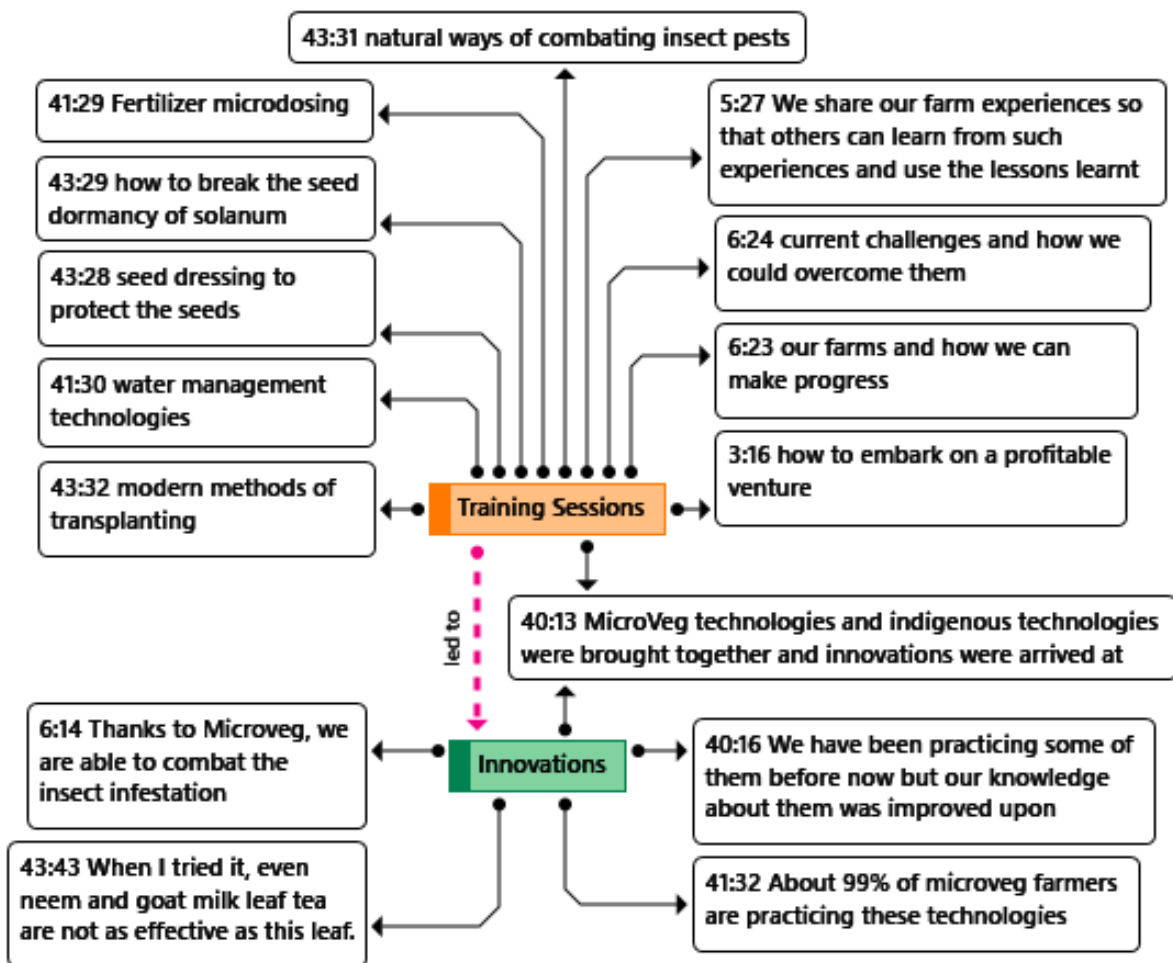 43:31 natural ways of combating insect pests
41:29 Fertilizer microdosing
43:29 how to break the seed
dormancy of solanum
43:28 seed dressing to
protect the seeds
41:30 water management
technologies
43:32 modern methods of
transplanting
5:27 We share our farm experiences so
that others can learn from such
experiences and use the lessons learnt
6:24 current challenges and how we
could overcome them
6:23 our farms and how we can
make progress
3:16 how to embark on a profitable
venture
Training Sessions
led to
40:13 MicroVeg technologies and indigenous technologies
were brought together and innovations were arrived at
Innovations
6:14 Thanks to Microveg, we
are able to combat the
insect infestation
43:43 When I tried it, even
neem and goat milk leaf tea
are not as effective as this leaf.
40:16 We have been practicing some of
them before now but our knowledge
about them was improved upon
41:32 About 99% of microveg farmers
are practicing these technologies